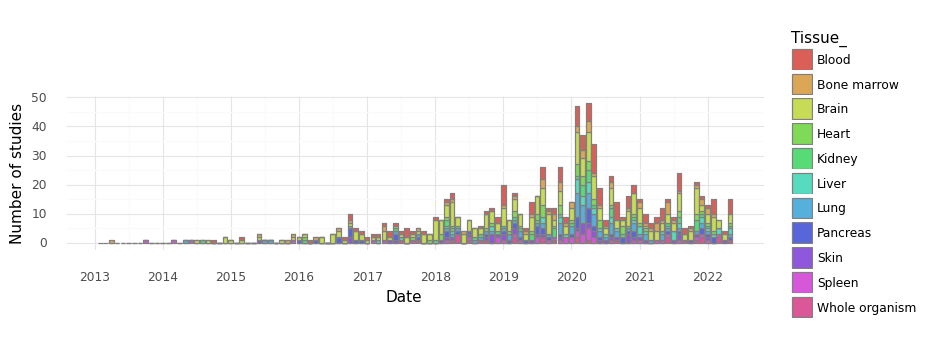 Number of studies
50
40
30
20
10
0
2013 2014 2015 2016 2017 2018 2019 2020 2021 2022
Date
Tissue_
Blood
Bone marrow
Brain
Heart
Kidney
Liver
Lung
Pancreas
Skin
Spleen
Whole organism